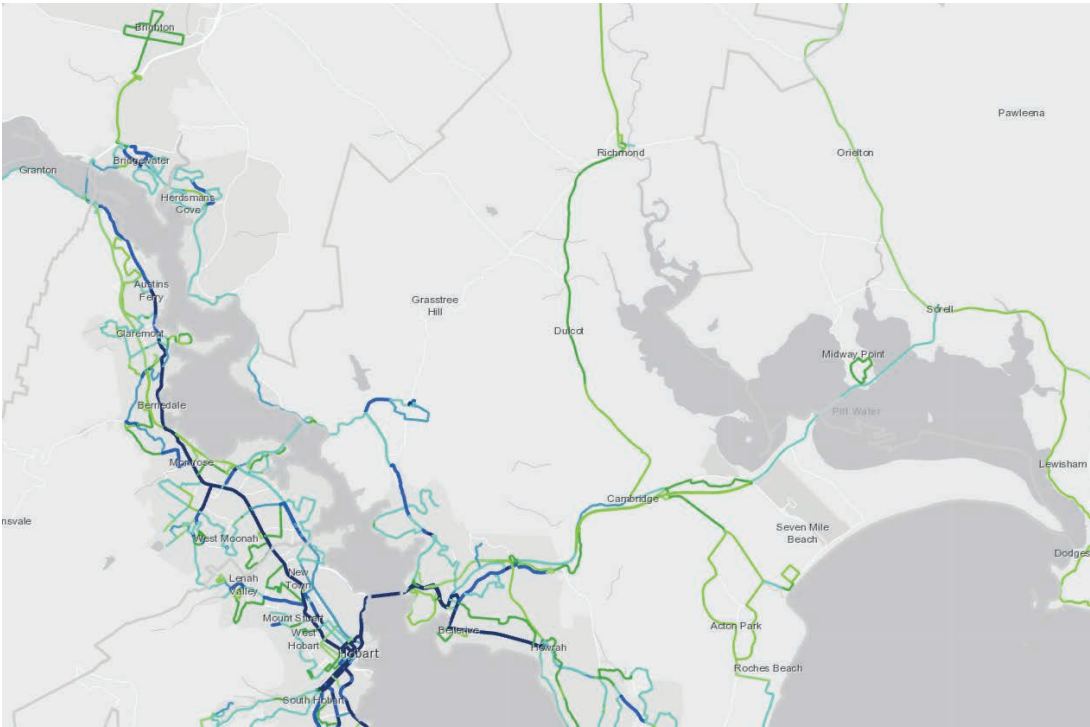 Brighton
Pawleena
Granton
Bridgewater
Richmond
Orielton
Herdsmans
Cove
Austins
Ferry
Grasstree
Hill
Sorell
Claremont
Dulcot
Midway Point
Berriedale
Pitt Water
Montrose
Lewisham
Cambridge
nsvale
West Moonah
Seven Mile
Beach
Dodges
Lenah
Valley
New
Town
Mount Stuart
West
Hobart
Bellerive
Acton Park
Howrah
Hobart
Roches Beach
South Hobart